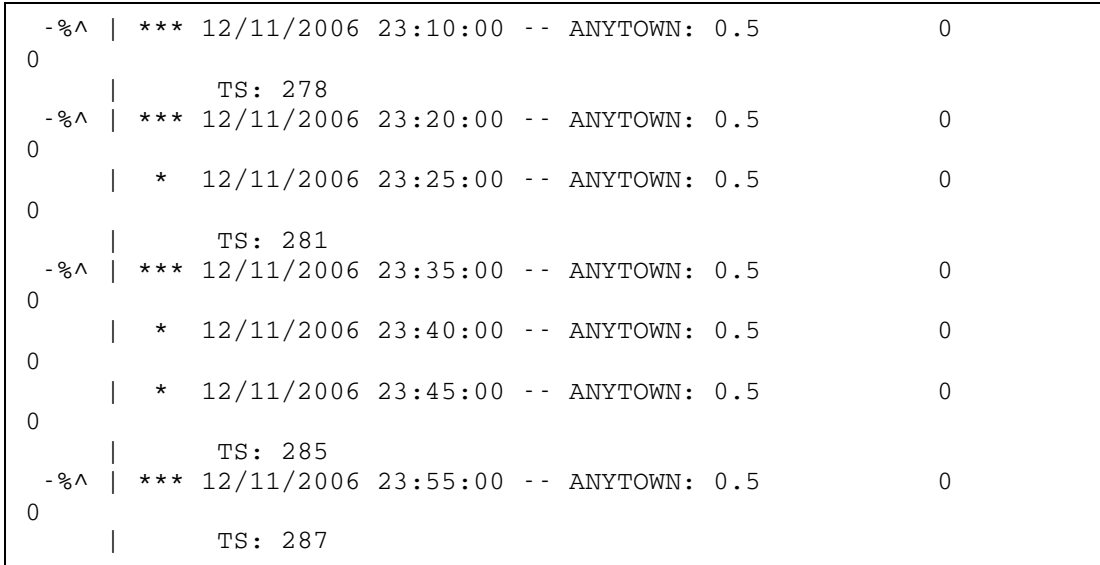 -%^ | *** 12/11/2006 23:10:00 -- ANYTOWN: 0.5 0
0
| TS: 278
-%^ | *** 12/11/2006 23:20:00 -- ANYTOWN: 0.5 0
0
| * 12/11/2006 23:25:00 -- ANYTOWN: 0.5 0
0
| TS: 281
-%^ | *** 12/11/2006 23:35:00 -- ANYTOWN: 0.5 0
0
| * 12/11/2006 23:40:00 -- ANYTOWN: 0.5 0
0
| * 12/11/2006 23:45:00 -- ANYTOWN: 0.5 0
0
| TS: 285
-%^ | *** 12/11/2006 23:55:00 -- ANYTOWN: 0.5 0
0
| TS: 287